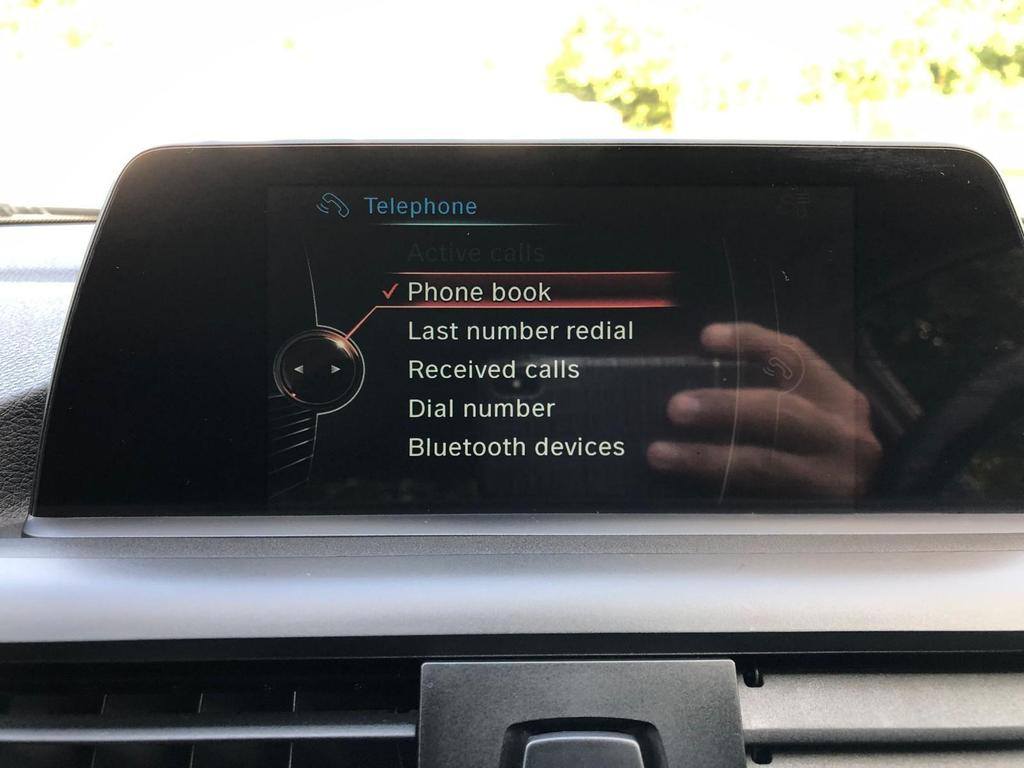 Telephone
Active calls
Phone book
Last number redial
Received calls
Dial number
Bluetooth devices